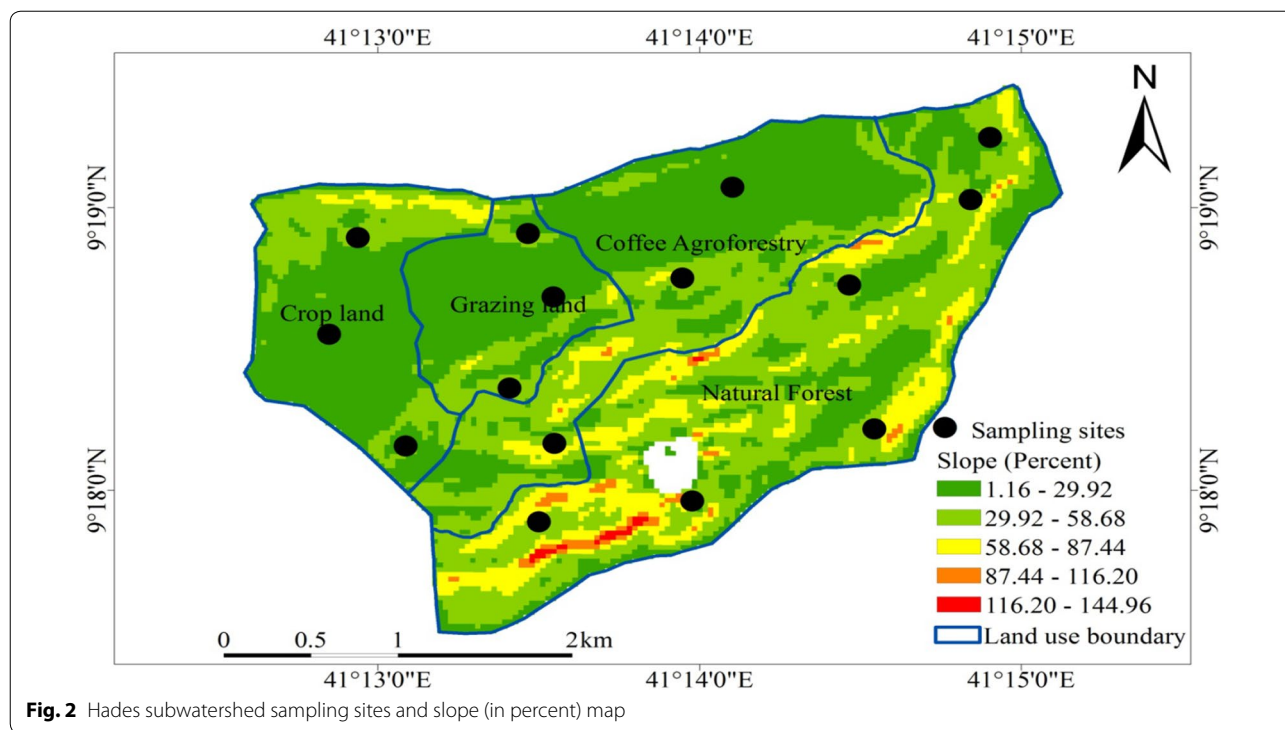 41°13'0"E 41°14'0"E 41°15'0"E
N
9°19'0"N 9°19'0"N
Coffee Agroforestry
Grazing land
Crop land
Natural Forest
Sampling sites
Slope (Percent)
9°18'0"N 9°18'0"N
1.16 - 29.92
29.92 - 58.68
58.68 - 87.44
87.44 - 116.20
116.20 - 144.96
Land use boundary
0 0.5 1 2km
41°13'0"E 41°14'0"E 41°15'0"E
Fig. 2 Hades subwatershed sampling sites and slope (in percent) map